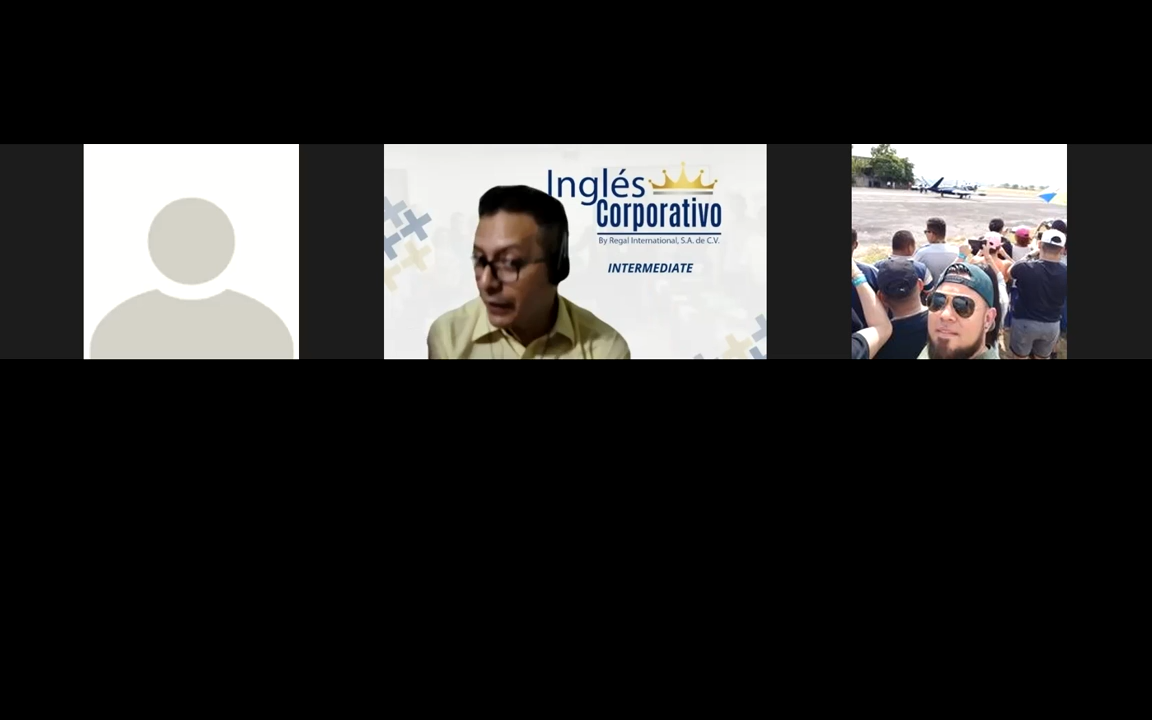 Inglés
Corporativo
By Regal International, S.A. de C.V.
INTERMEDIATE